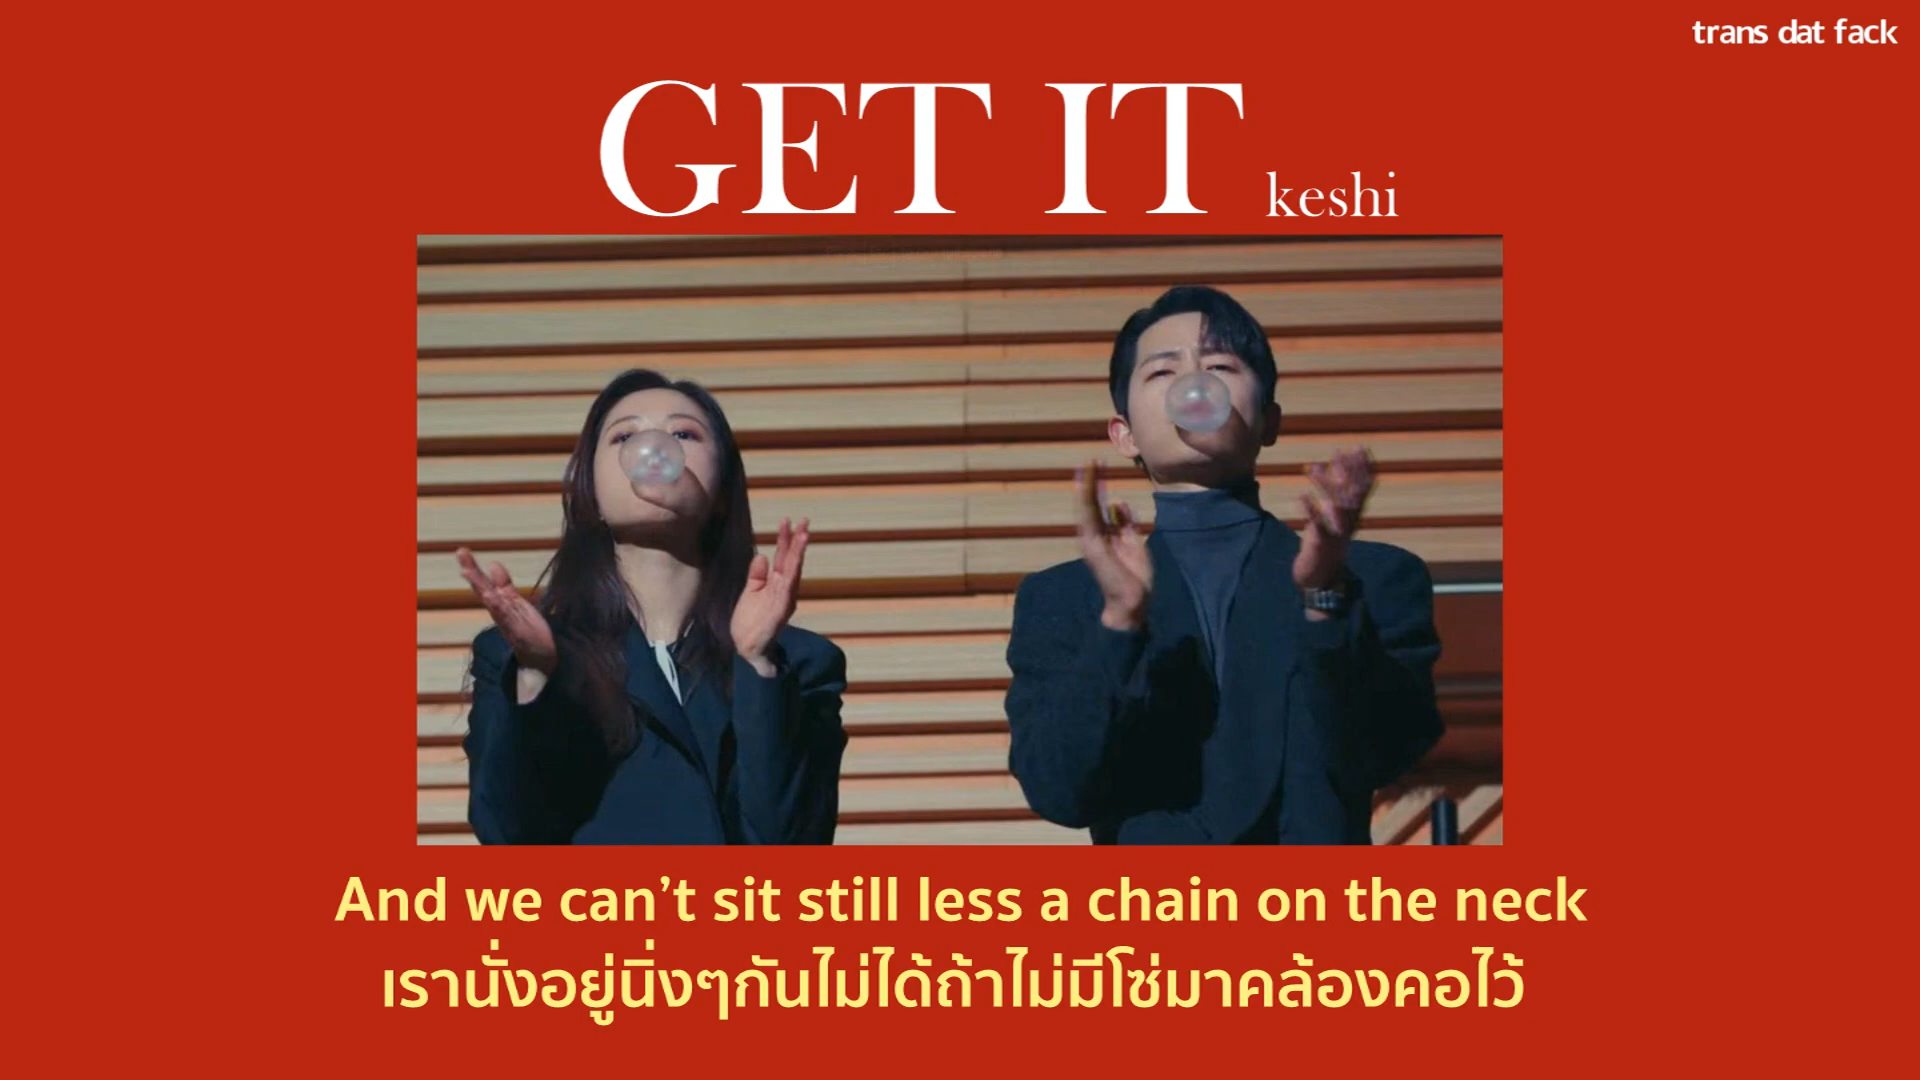 trans dat fack
GET IT keshi
And we can’t sit still less a chain on the neck
เรานั่งอยู่นิ่งๆกันไม่ได้ถ้าไม่มีโซ่มาคล้องคอไว้